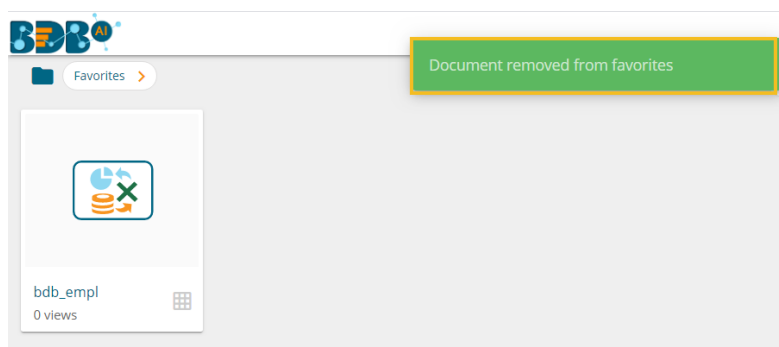 BDB AI
Document removed from favorites
Favorites
bdb_empl
0 views